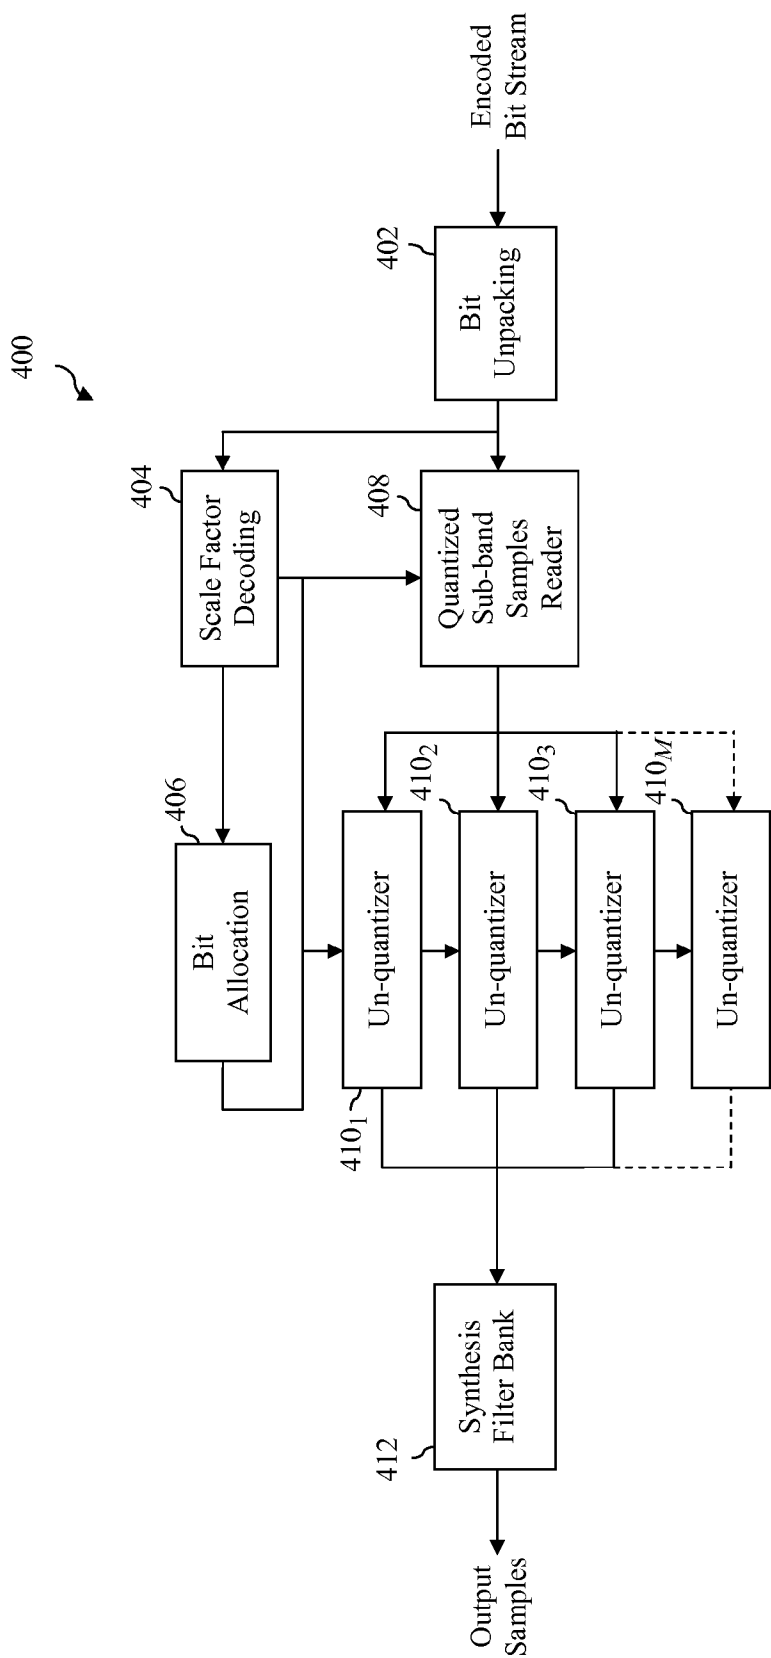 400
Encoded
Bit Stream
402
Bit
Unpacking
404
Scale Factor
Decoding
408
Quantized
Sub-band
Samples
Reader
406
Bit
Allocation
410₁
Un-quantizer
410₂
Un-quantizer
410₃
Un-quantizer
410M
Un-quantizer
412
Synthesis
Filter Bank
Output
Samples